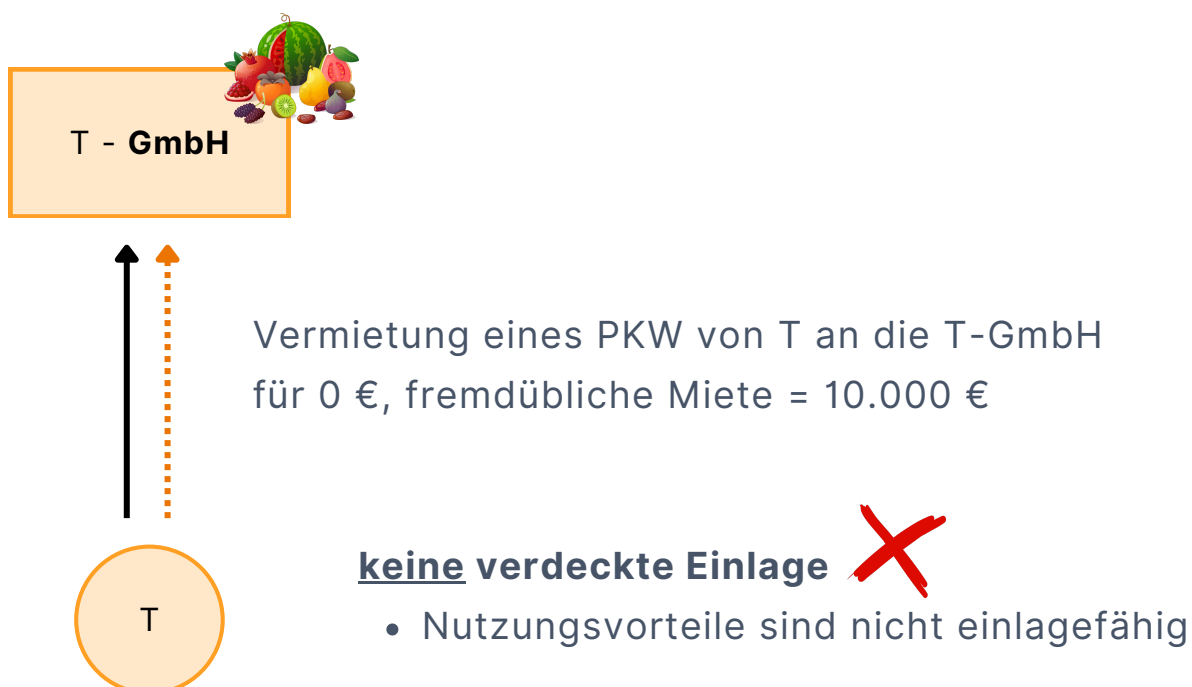 T - GmbH
Vermietung eines PKW von T an die T-GmbH
für 0 €, fremdübliche Miete = 10.000 €
keine verdeckte Einlage
• Nutzungsvorteile sind nicht einlagefähig
T